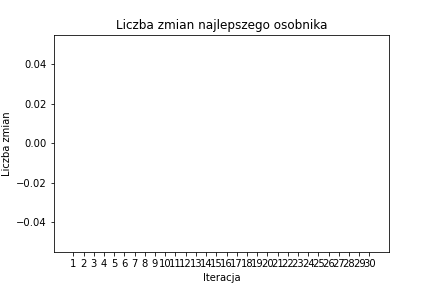 Liczba zmian najlepszego osobnika
0.04
0.02
0.00
−0.02
−0.04
Liczba zmian
1 2 3 4 5 6 7 8 9 10 11 12 13 14 15 16 17 18 19 20 21 22 23 24 25 26 27 28 29 30
Iteracja